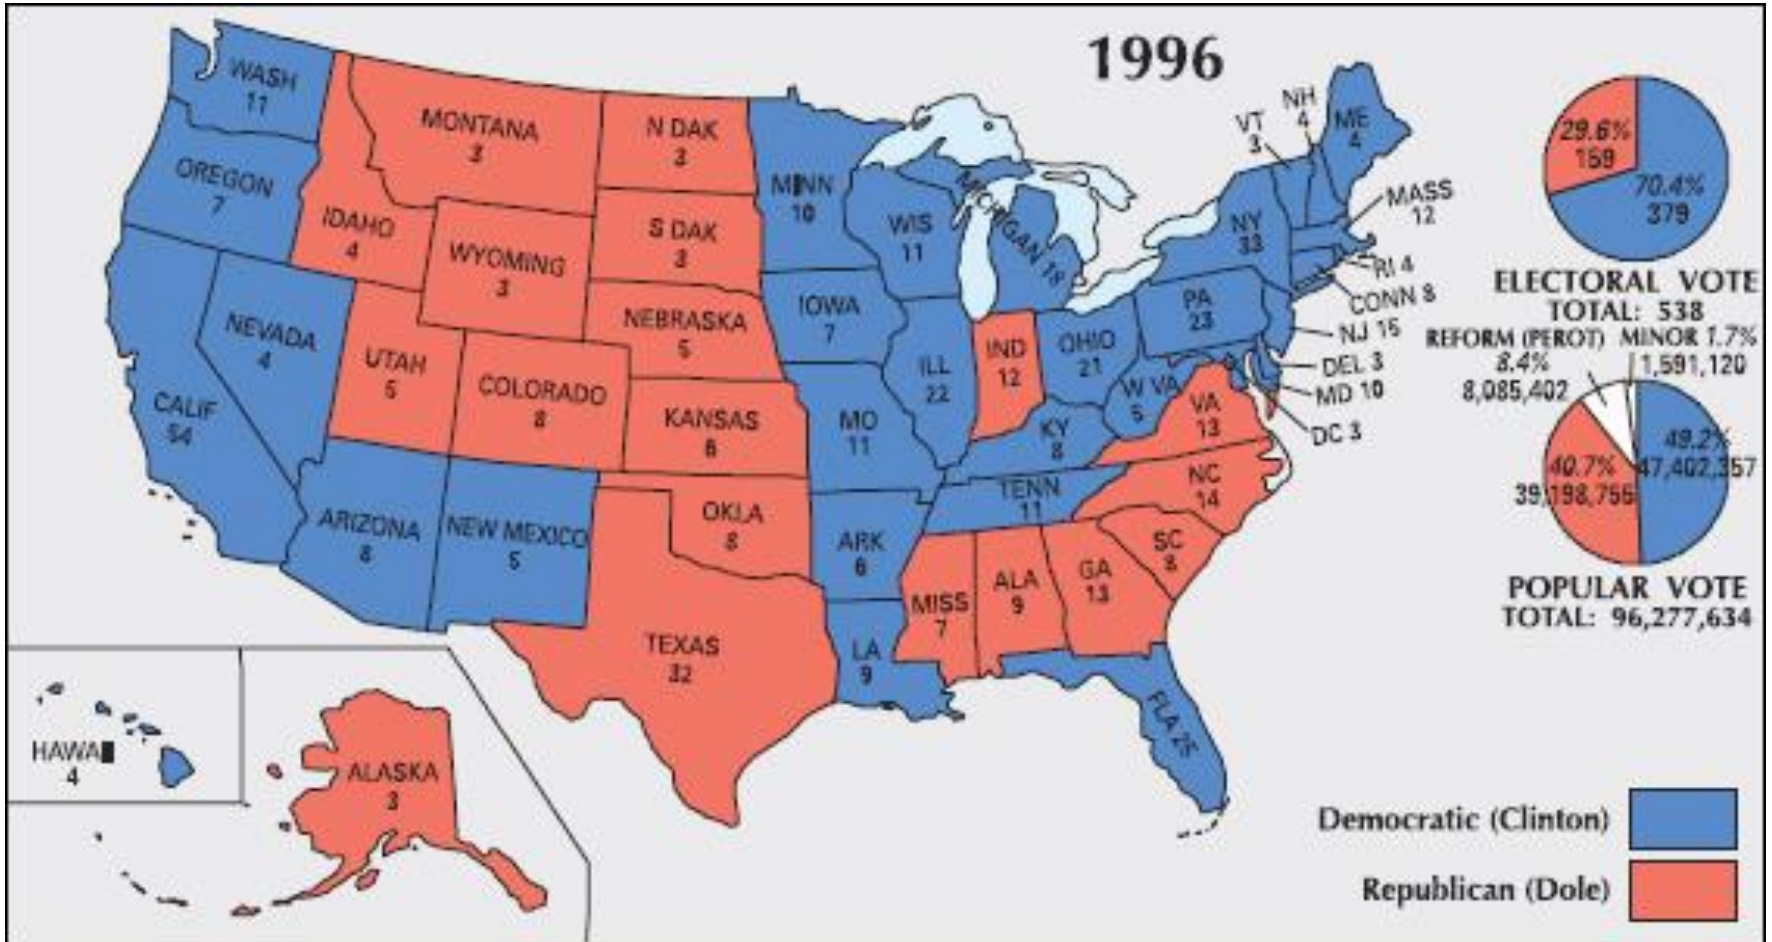 1996
WASH
11
OREGON
7
CALIF
54
NEVADA
4
IDAHO
4
MONTANA
3
WYOMING
3
UTAH
5
COLORADO
8
ARIZONA
8
NEW MEXICO
5
N DAK
3
S DAK
3
NEBRASKA
5
KANSAS
6
OKLA
8
TEXAS
32
MINN
10
IOWA
7
MO
11
ARK
6
LA
9
WIS
11
ILL
22
MICHIGAN 18
IND
12
OHIO
21
KY
8
TENN
11
MISS
7
ALA
9
GA
13
FLA 25
SC
8
NC
14
VA
13
W VA
5
PA
23
NY
33
VT
3
NH
4
ME
4
MASS
12
RI 4
CONN 8
NJ 15
DEL 3
MD 10
DC 3
HAWA
4
ALASKA
3
29.6%
159
70.4%
379
ELECTORAL VOTE
TOTAL: 538
REFORM (PEROT)
8.4%
8,085,402
MINOR 1.7%
1,591,120
49.2%
47,402,357
40.7%
39,198,755
POPULAR VOTE
TOTAL: 96,277,634
Democratic (Clinton)
Republican (Dole)